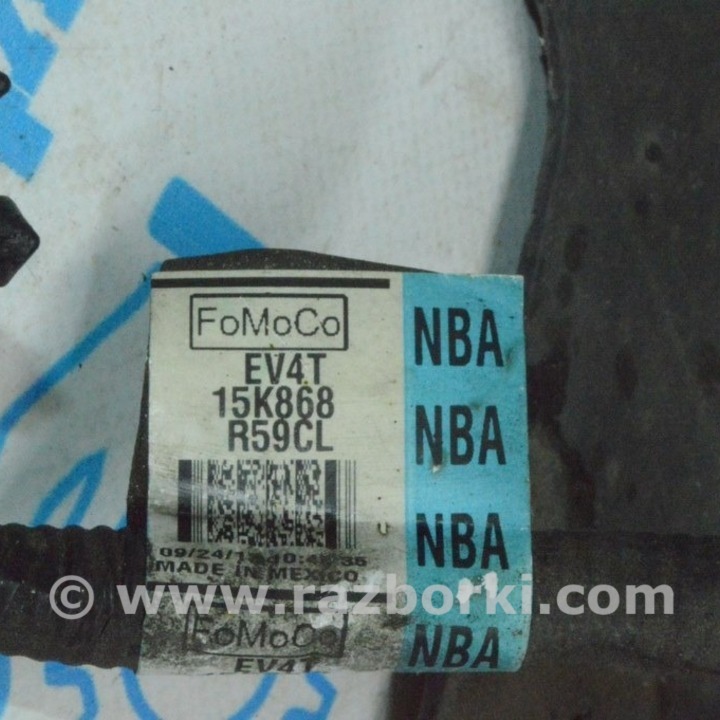 FoMoCo
EV4T
15K868
R59CL
MADE IN MEXICO
FoMoCo
EV4T
NBA
NBA
NBA
NBA
© www.razborki.com